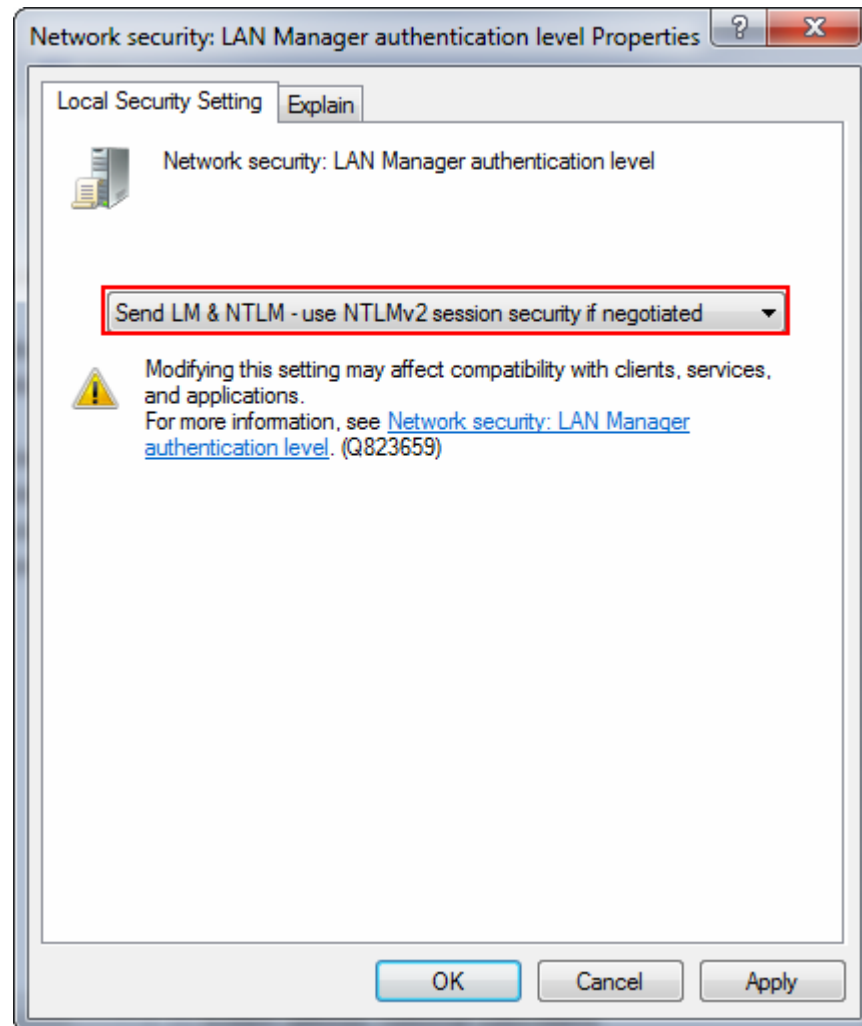 Network security: LAN Manager authentication level Properties
Local Security Setting
Explain
Network security: LAN Manager authentication level
Send LM & NTLM - use NTLMv2 session security if negotiated
Modifying this setting may affect compatibility with clients, services,
and applications.
For more information, see Network security: LAN Manager
authentication level. (Q823659)
OK
Cancel
Apply